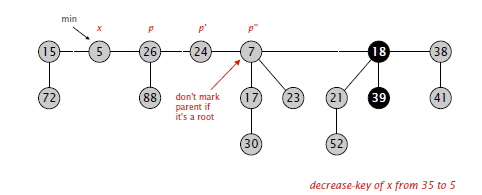 min
x p p' p''
15 5 26 24 7 18 38
72 88 17 23 21 39 41
don't mark
parent if
it's a root
30 52
decrease-key of x from 35 to 5